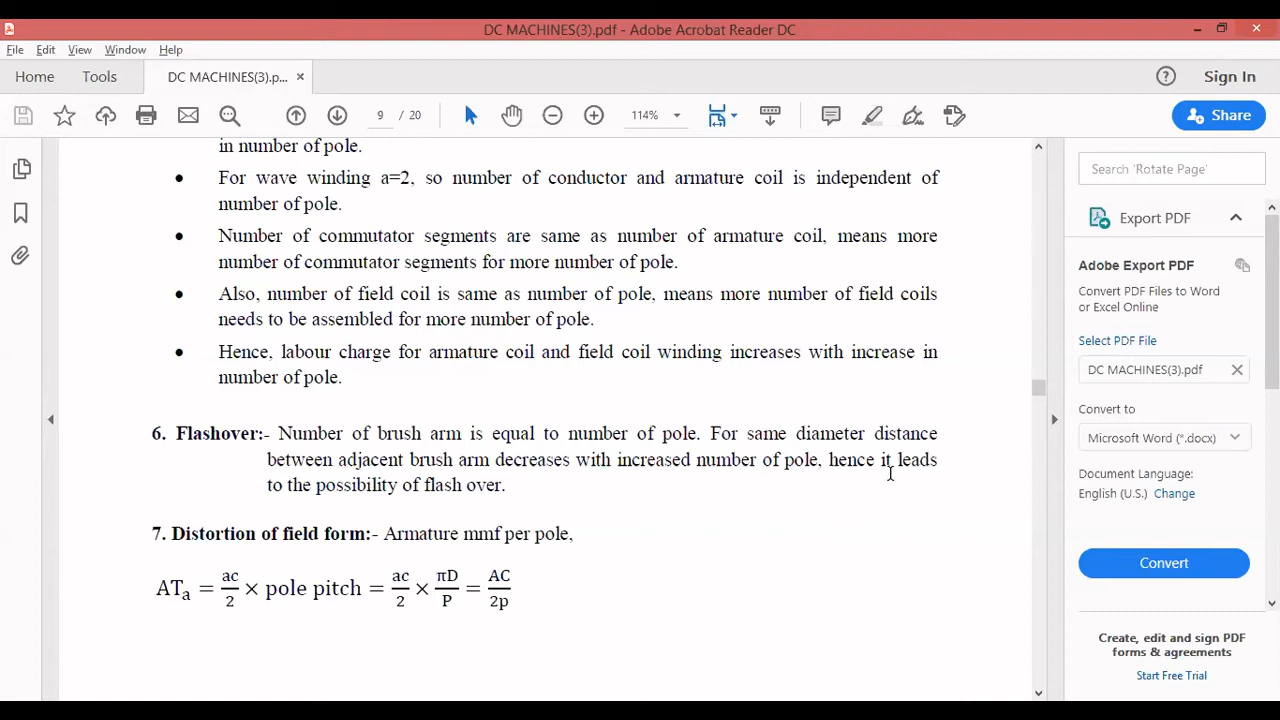 DC MACHINES(3).pdf - Adobe Acrobat Reader DC
File Edit View Window Help
Home Tools DC MACHINES(3).p... × Sign In
9 / 20 114% Share
in number of pole.
• For wave winding a=2, so number of conductor and armature coil is independent of
number of pole.
• Number of commutator segments are same as number of armature coil, means more
number of commutator segments for more number of pole.
• Also, number of field coil is same as number of pole, means more number of field coils
needs to be assembled for more number of pole.
• Hence, labour charge for armature coil and field coil winding increases with increase in
number of pole.
6. Flashover:- Number of brush arm is equal to number of pole. For same diameter distance
between adjacent brush arm decreases with increased number of pole, hence it leads
to the possibility of flash over.
7. Distortion of field form:- Armature mmf per pole,
ATa = ac/2 × pole pitch = ac/2 × πD/P = AC/2p
Search 'Rotate Page'
Export PDF
Adobe Export PDF
Convert PDF Files to Word
or Excel Online
Select PDF File
DC MACHINES(3).pdf
Convert to
Microsoft Word (*.docx)
Document Language:
English (U.S.) Change
Convert
Create, edit and sign PDF
forms & agreements
Start Free Trial